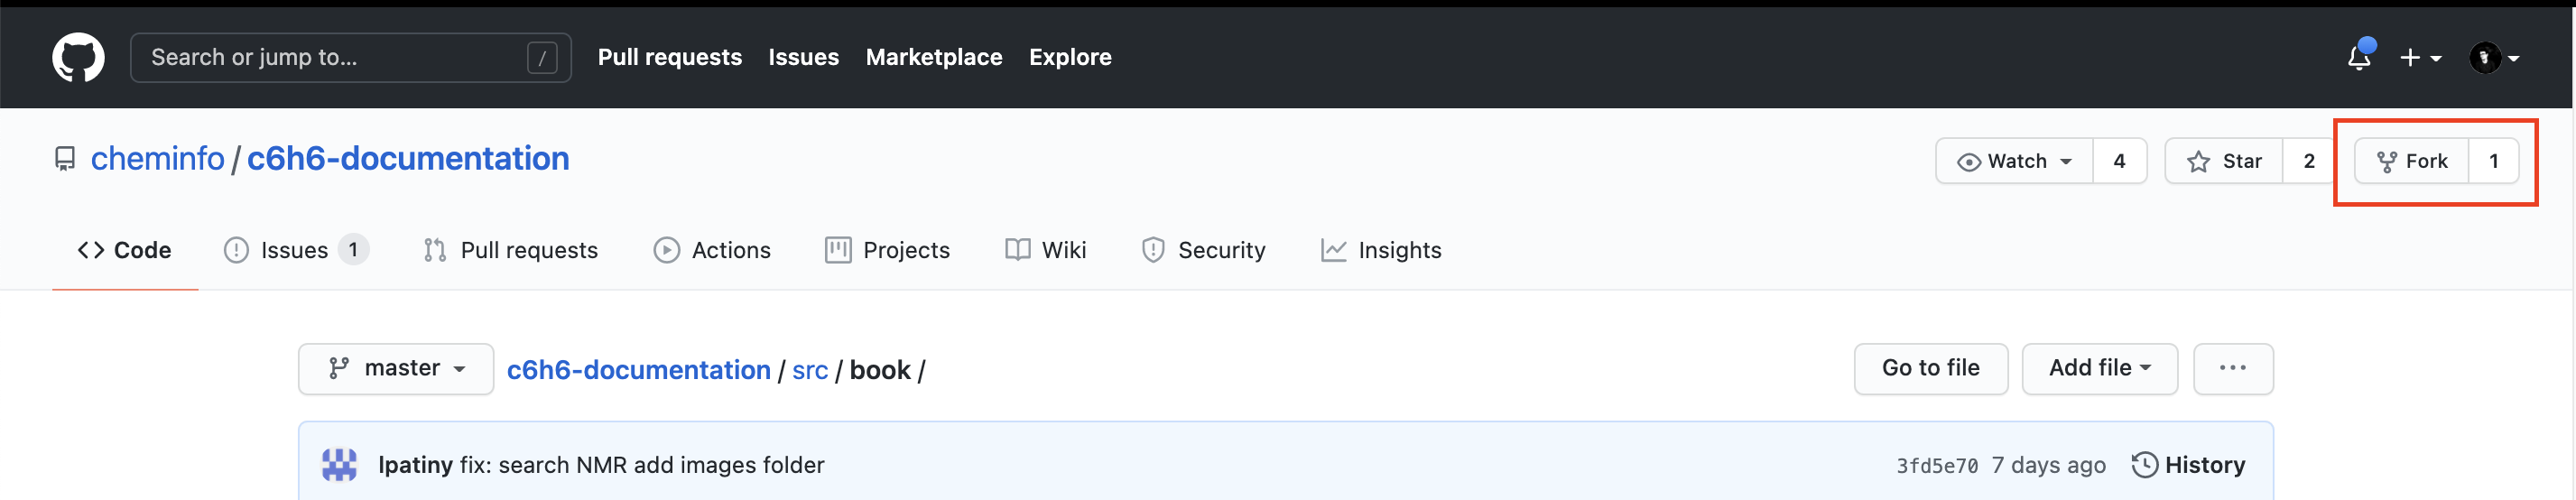 Search or jump to... / Pull requests Issues Marketplace Explore
cheminfo / c6h6-documentation Watch 4 Star 2 Fork 1
Code Issues 1 Pull requests Actions Projects Wiki Security Insights
master c6h6-documentation / src / book / Go to file Add file ...
lpatiny fix: search NMR add images folder 3fd5e70 7 days ago History